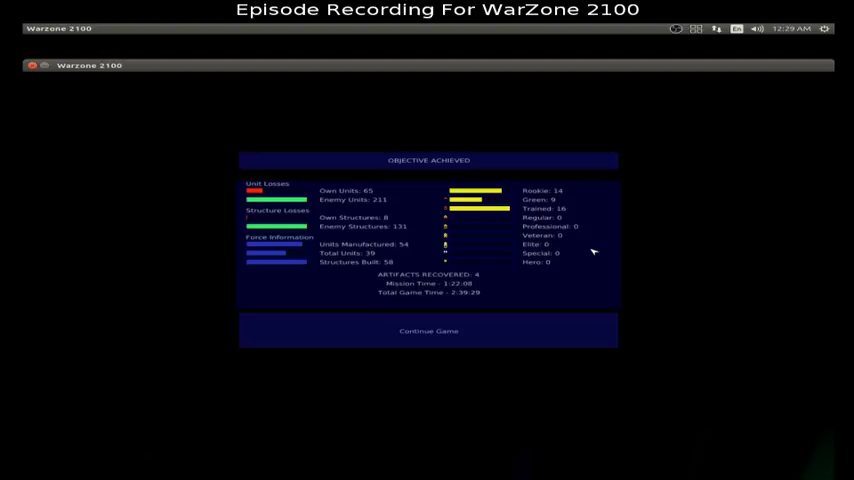 Episode Recording For WarZone 2100
Warzone 2100 En 12:29 AM
Warzone 2100
OBJECTIVE ACHIEVED
Unit Losses
Own Units: 65
Enemy Units: 211
Structure Losses
Own Structures: 8
Enemy Structures: 131
Force Information
Units Manufactured: 54
Total Units: 39
Structures Built: 58
Rookie: 14
Green: 9
Trained: 16
Regular: 0
Professional: 0
Veteran: 0
Elite: 0
Special: 0
Hero: 0
ARTIFACTS RECOVERED: 4
Mission Time - 1:22:08
Total Game Time - 2:39:29
Continue Game